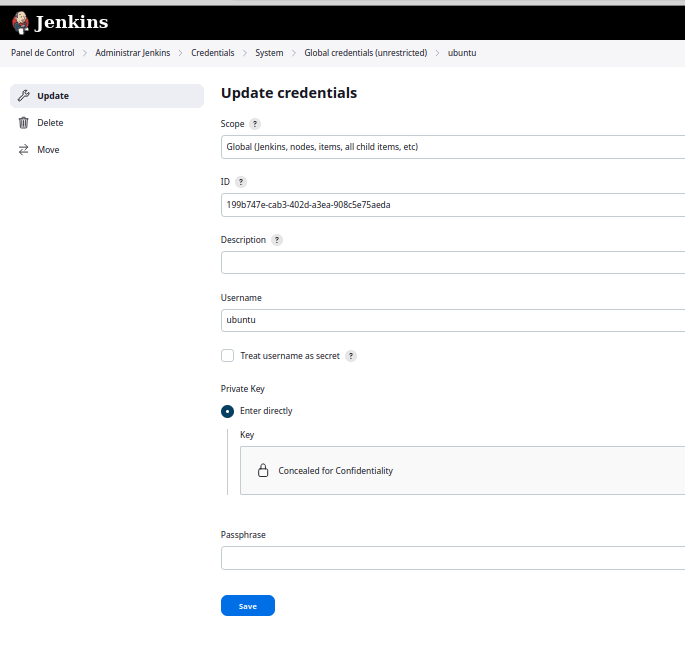 Jenkins
Panel de Control > Administrar Jenkins > Credentials > System > Global credentials (unrestricted) > ubuntu
Update
Delete
Move
Update credentials
Scope ?
Global (Jenkins, nodes, items, all child items, etc)
ID ?
199b747e-cab3-402d-a3ea-908c5e75aeda
Description ?
Username
ubuntu
Treat username as secret ?
Private Key
Enter directly
Key
Concealed for Confidentiality
Passphrase
Save